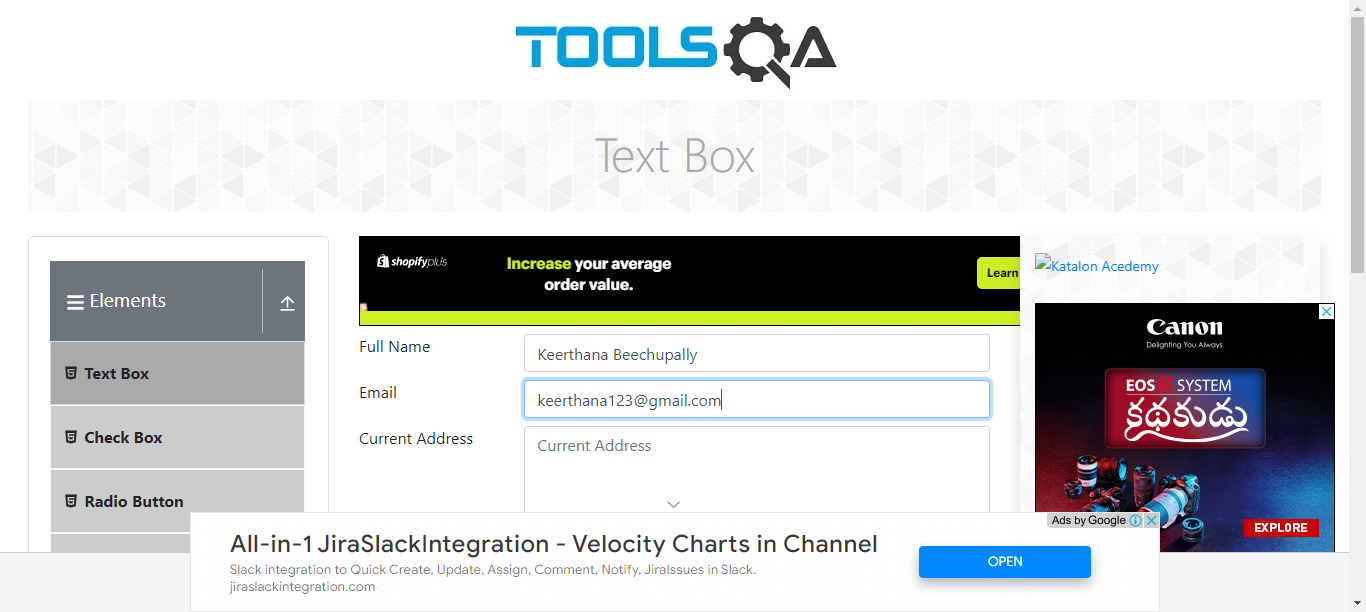 TOOLSQA
Text Box
Elements
Text Box
Check Box
Radio Button
shopifyplus
Increase your average
order value.
Learn
Full Name
Keerthana Beechupally
Email
keerthana123@gmail.com
Current Address
Current Address
Katalon Acedemy
Canon
Delighting You Always
EOS R SYSTEM
కథకుడు
EXPLORE
Ads by Google
All-in-1 JiraSlackIntegration - Velocity Charts in Channel
Slack integration to Quick Create, Update, Assign, Comment, Notify, JiraIssues in Slack.
jiraslackintegration.com
OPEN